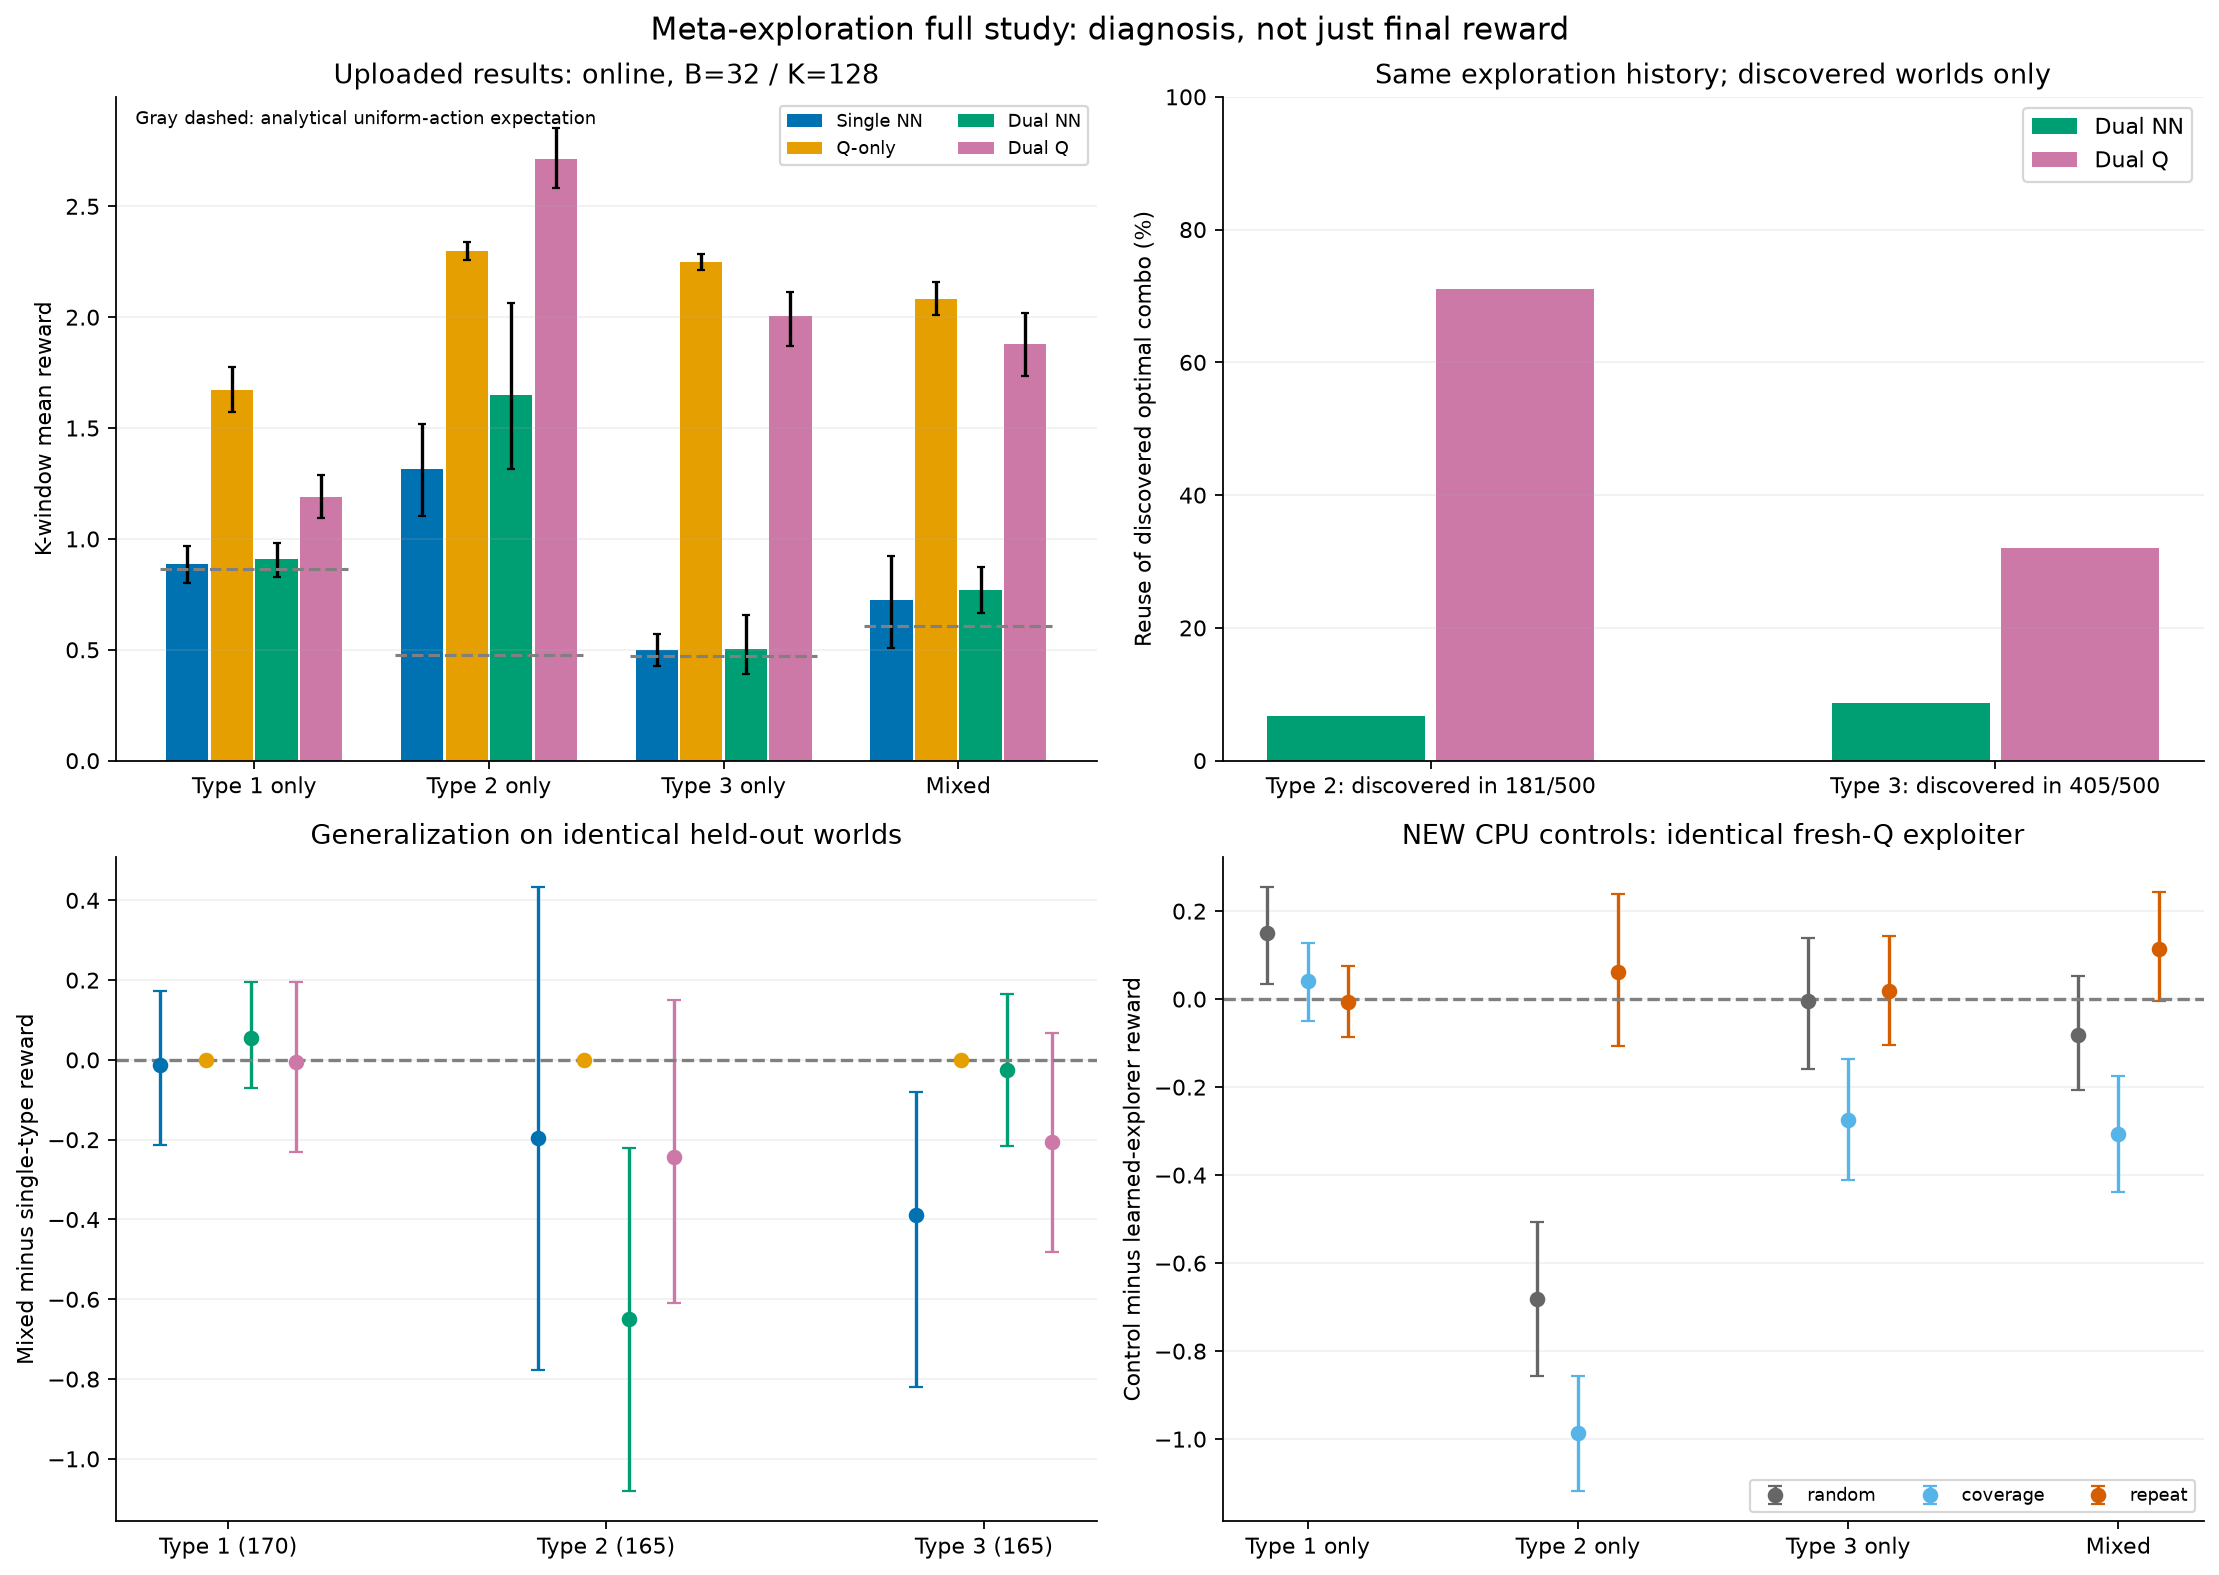 Meta-exploration full study: diagnosis, not just final reward
Uploaded results: online, B=32 / K=128
Gray dashed: analytical uniform-action expectation
Single NN
Q-only
Dual NN
Dual Q
K-window mean reward
2.5
2.0
1.5
1.0
0.5
0.0
Type 1 only
Type 2 only
Type 3 only
Mixed
Same exploration history; discovered worlds only
Dual NN
Dual Q
Reuse of discovered optimal combo (%)
100
80
60
40
20
0
Type 2: discovered in 181/500
Type 3: discovered in 405/500
Generalization on identical held-out worlds
Mixed minus single-type reward
0.4
0.2
0.0
−0.2
−0.4
−0.6
−0.8
−1.0
Type 1 (170)
Type 2 (165)
Type 3 (165)
NEW CPU controls: identical fresh-Q exploiter
Control minus learned-explorer reward
0.2
0.0
−0.2
−0.4
−0.6
−0.8
−1.0
random
coverage
repeat
Type 1 only
Type 2 only
Type 3 only
Mixed